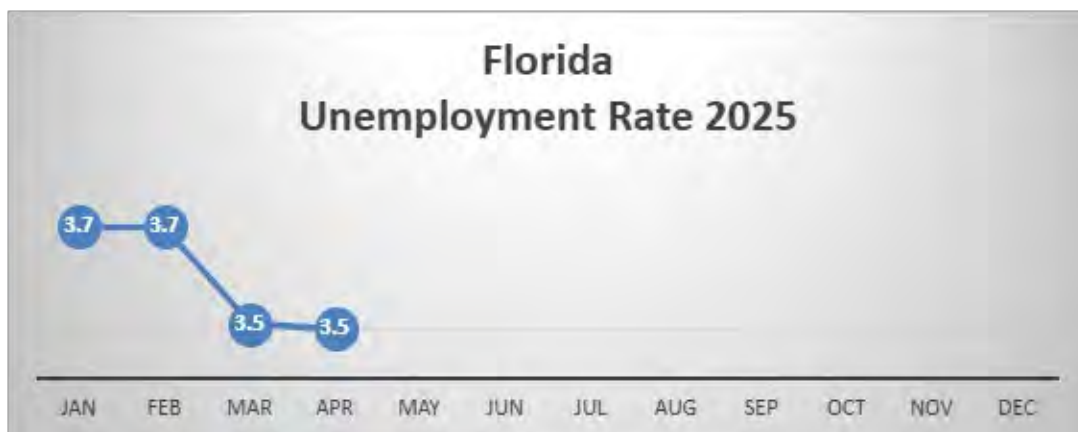 Florida
Unemployment Rate 2025
3.7 3.7
3.5 3.5
JAN FEB MAR APR MAY JUN JUL AUG SEP OCT NOV DEC